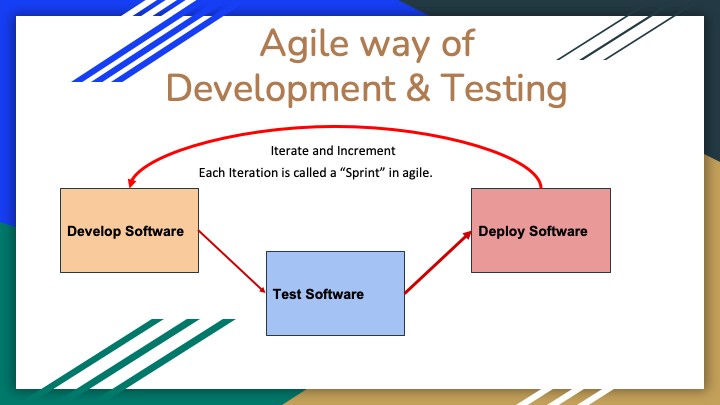 Agile way of
Development & Testing
Iterate and Increment
Each Iteration is called a “Sprint” in agile.
Develop Software
Deploy Software
Test Software